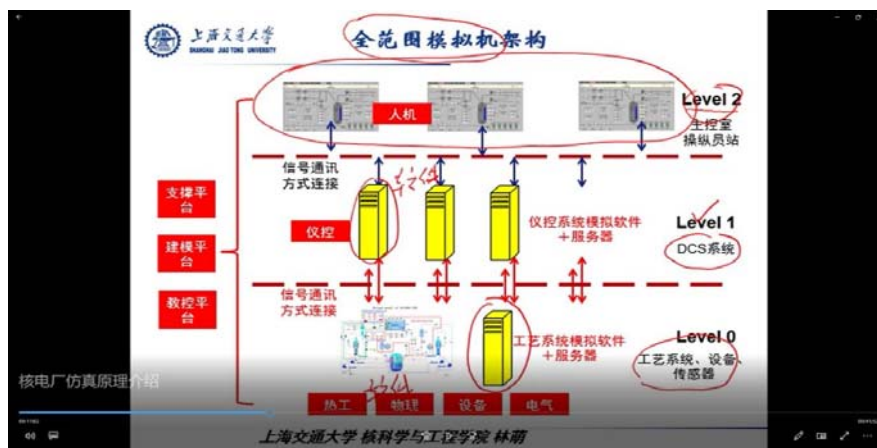 上海交通大学
SHANGHAI JIAO TONG UNIVERSITY
全范围模拟机架构
人机
Level 2
主控室
操纵员站
信号通讯
方式连接
软件
支撑平
台
仪控
仪控系统模拟软件
+服务器
Level 1
DCS系统
建模平
台
信号通讯
方式连接
教控平
台
工艺系统模拟软件
+服务器
Level 0
工艺系统、设备、
传感器
核电厂仿真原理介绍
热工
物理
设备
电气
上海交通大学 核科学与工程学院 林萌